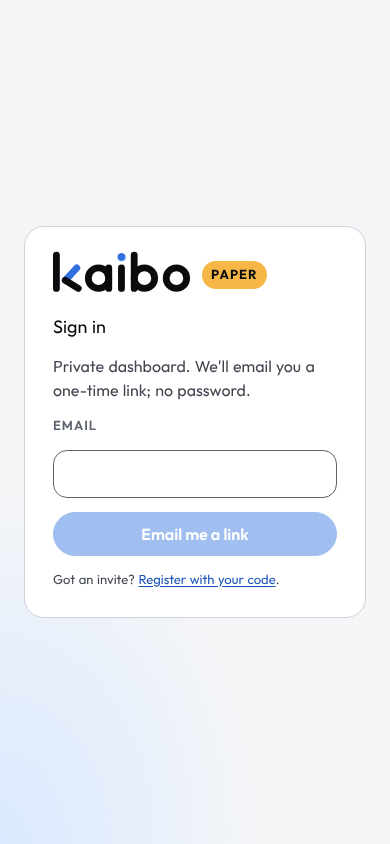 kaibo PAPER
Sign in
Private dashboard. We'll email you a
one-time link; no password.
EMAIL
Email me a link
Got an invite? Register with your code.